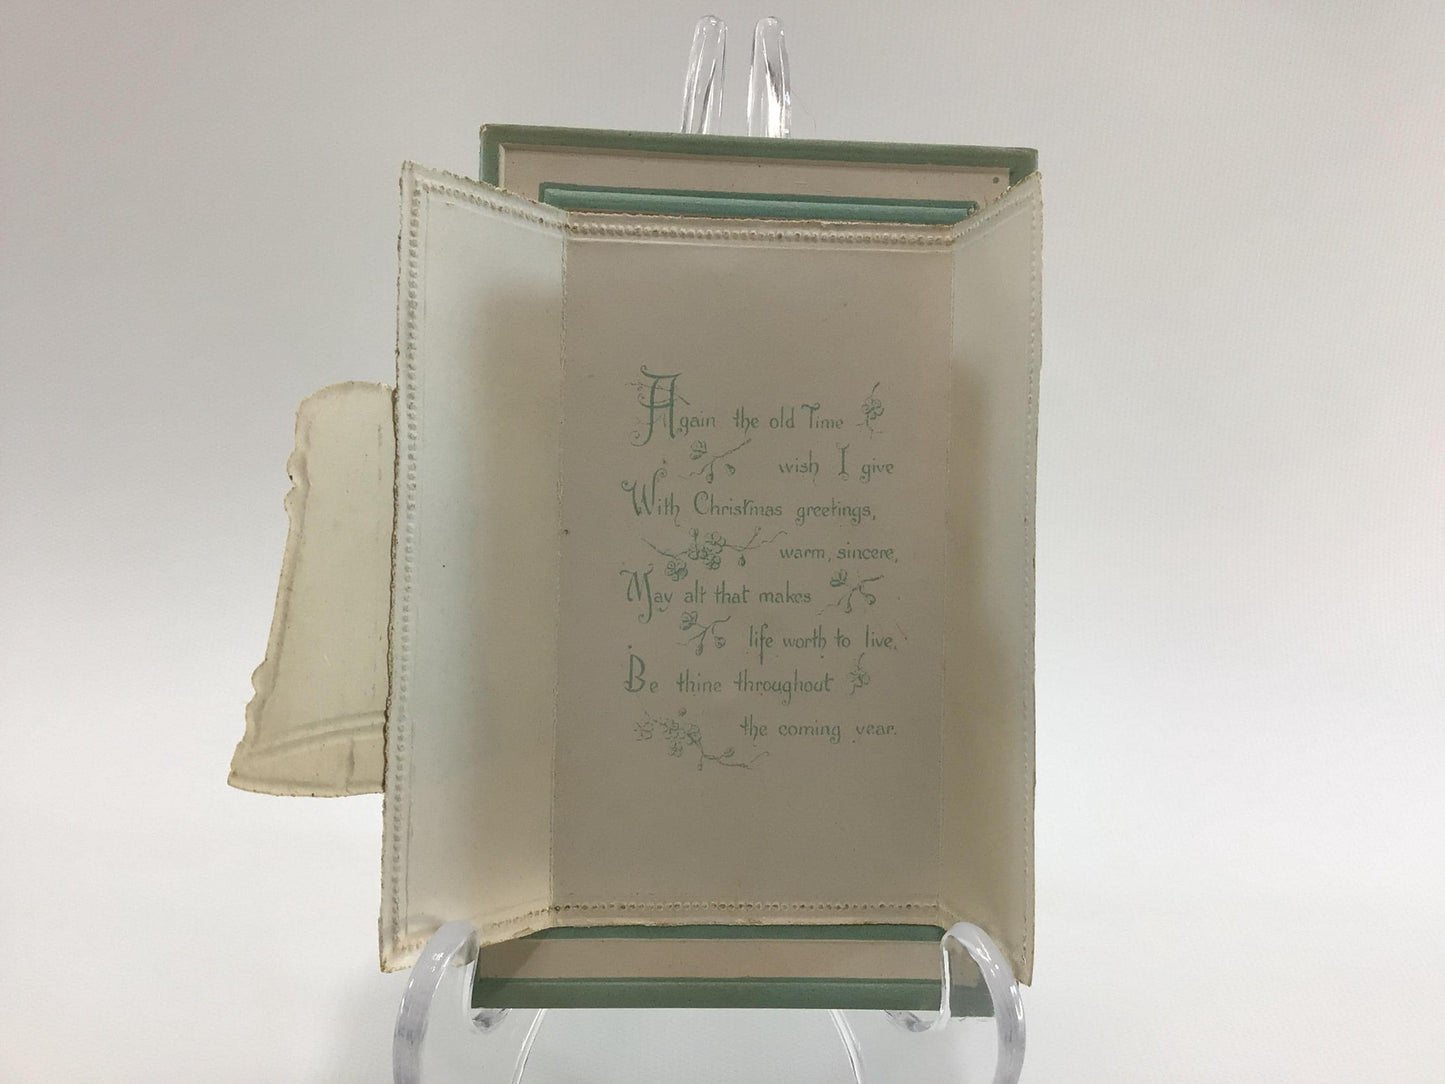 Again the old Time
wish I give
With Christmas greetings,
warm, sincere,
May all that makes
life worth to live,
Be thine throughout
the coming year.